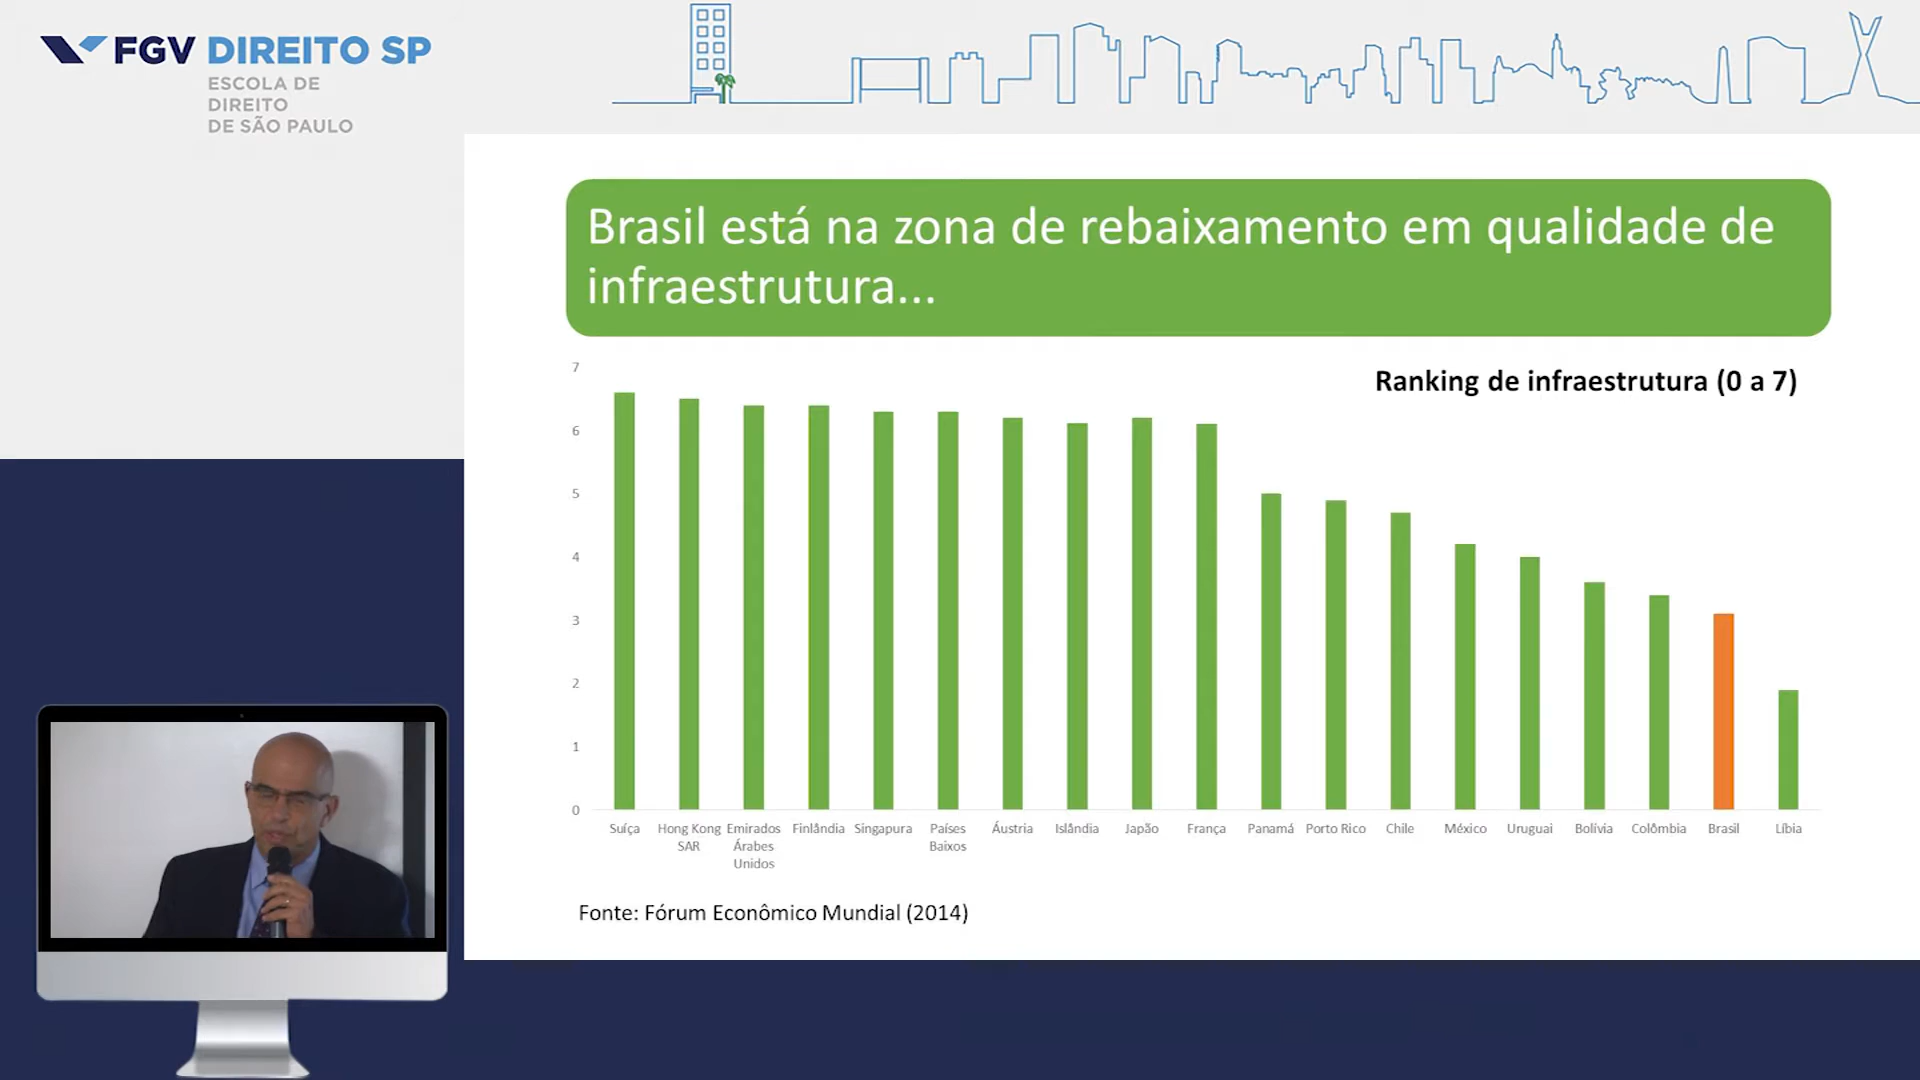 FGV DIREITO SP
ESCOLA DE
DIREITO
DE SÃO PAULO
Brasil está na zona de rebaixamento em qualidade de
infraestrutura...
Ranking de infraestrutura (0 a 7)
7
6
5
4
3
2
1
0
Suíça
Hong Kong
SAR
Emirados
Árabes
Unidos
Finlândia
Singapura
Países
Baixos
Áustria
Islândia
Japão
França
Panamá
Porto Rico
Chile
México
Uruguai
Bolívia
Colômbia
Brasil
Líbia
Fonte: Fórum Econômico Mundial (2014)